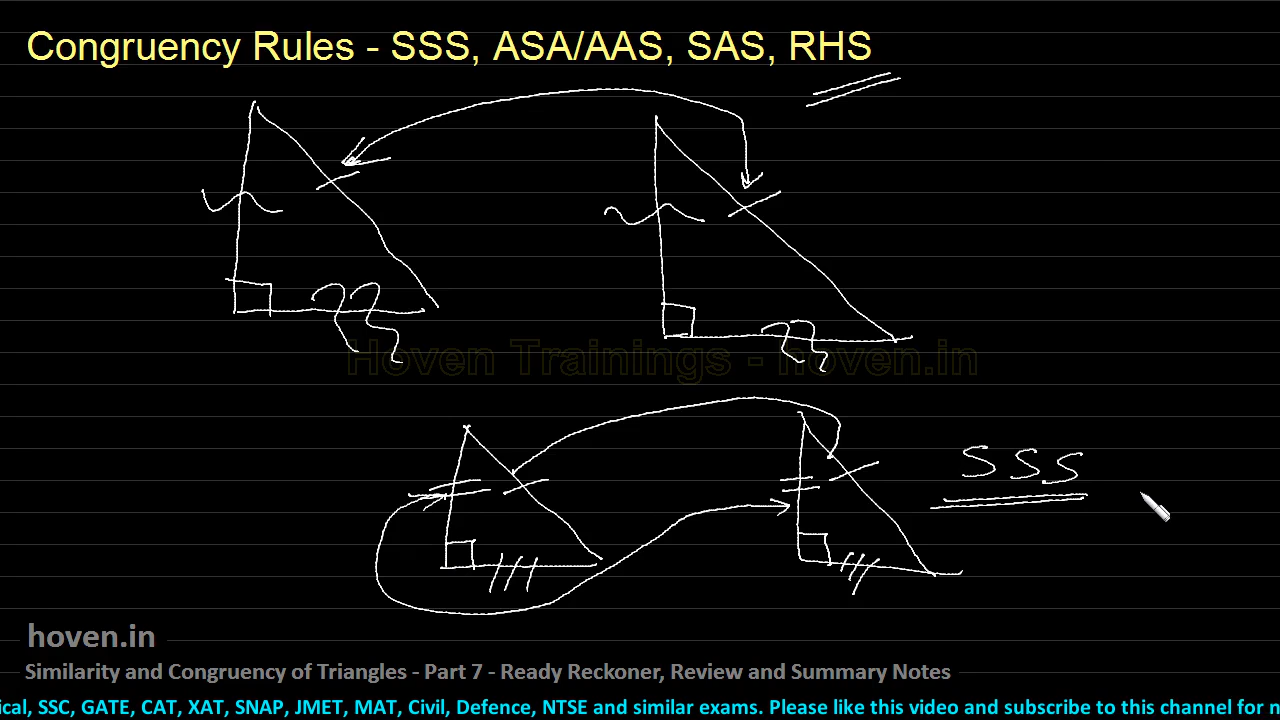 Congruency Rules - SSS, ASA/AAS, SAS, RHS
Hoven Trainings - hoven.in
SSS
hoven.in
Similarity and Congruency of Triangles - Part 7 - Ready Reckoner, Review and Summary Notes
ical, SSC, GATE, CAT, XAT, SNAP, JMET, MAT, Civil, Defence, NTSE and similar exams. Please like this video and subscribe to this channel for n